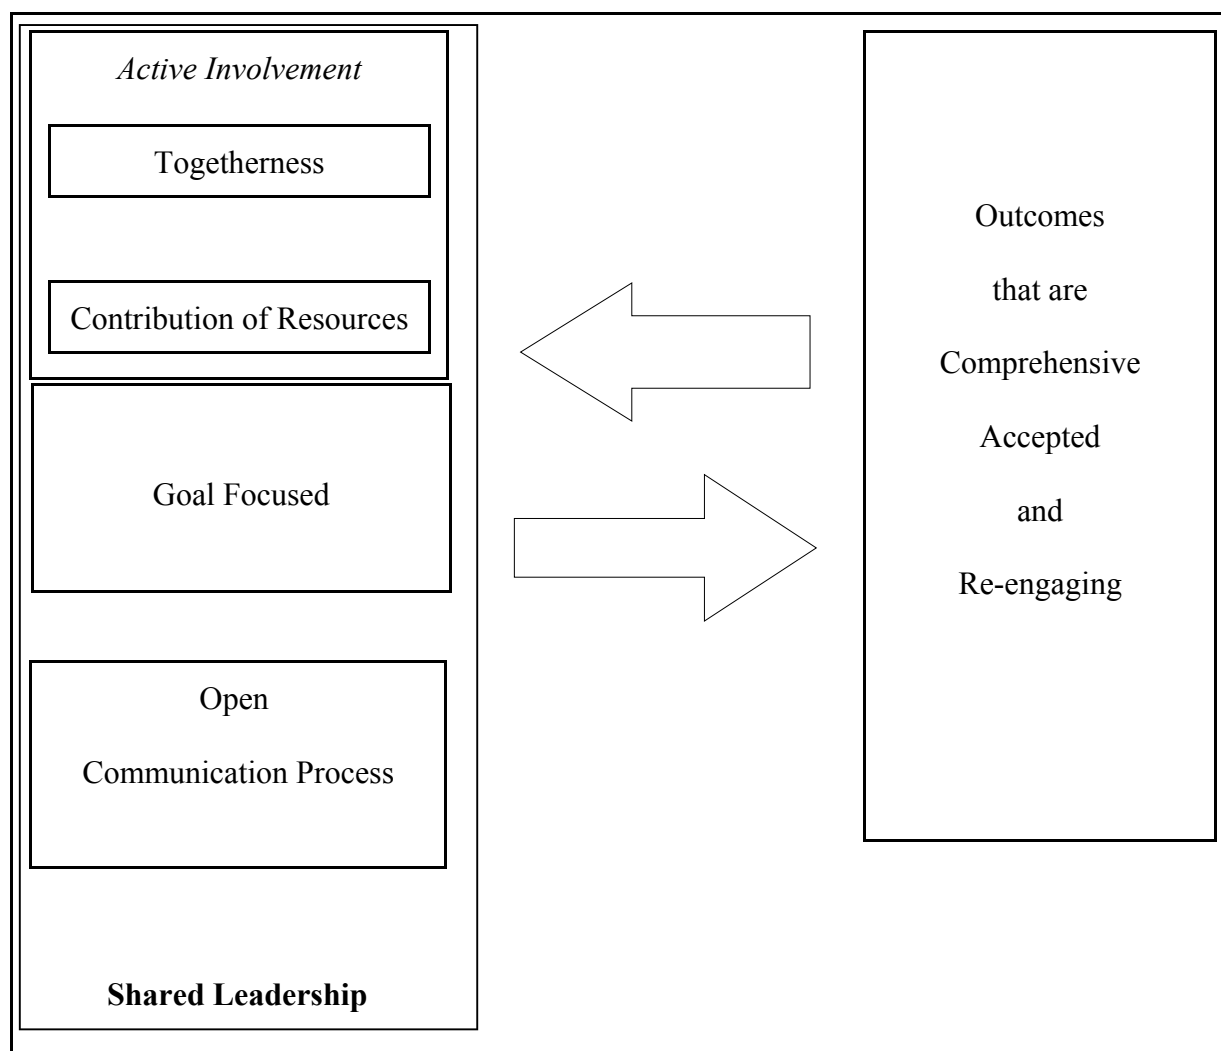 Active Involvement
Togetherness
Contribution of Resources
Goal Focused
Open
Communication Process
Shared Leadership
Outcomes
that are
Comprehensive
Accepted
and
Re-engaging